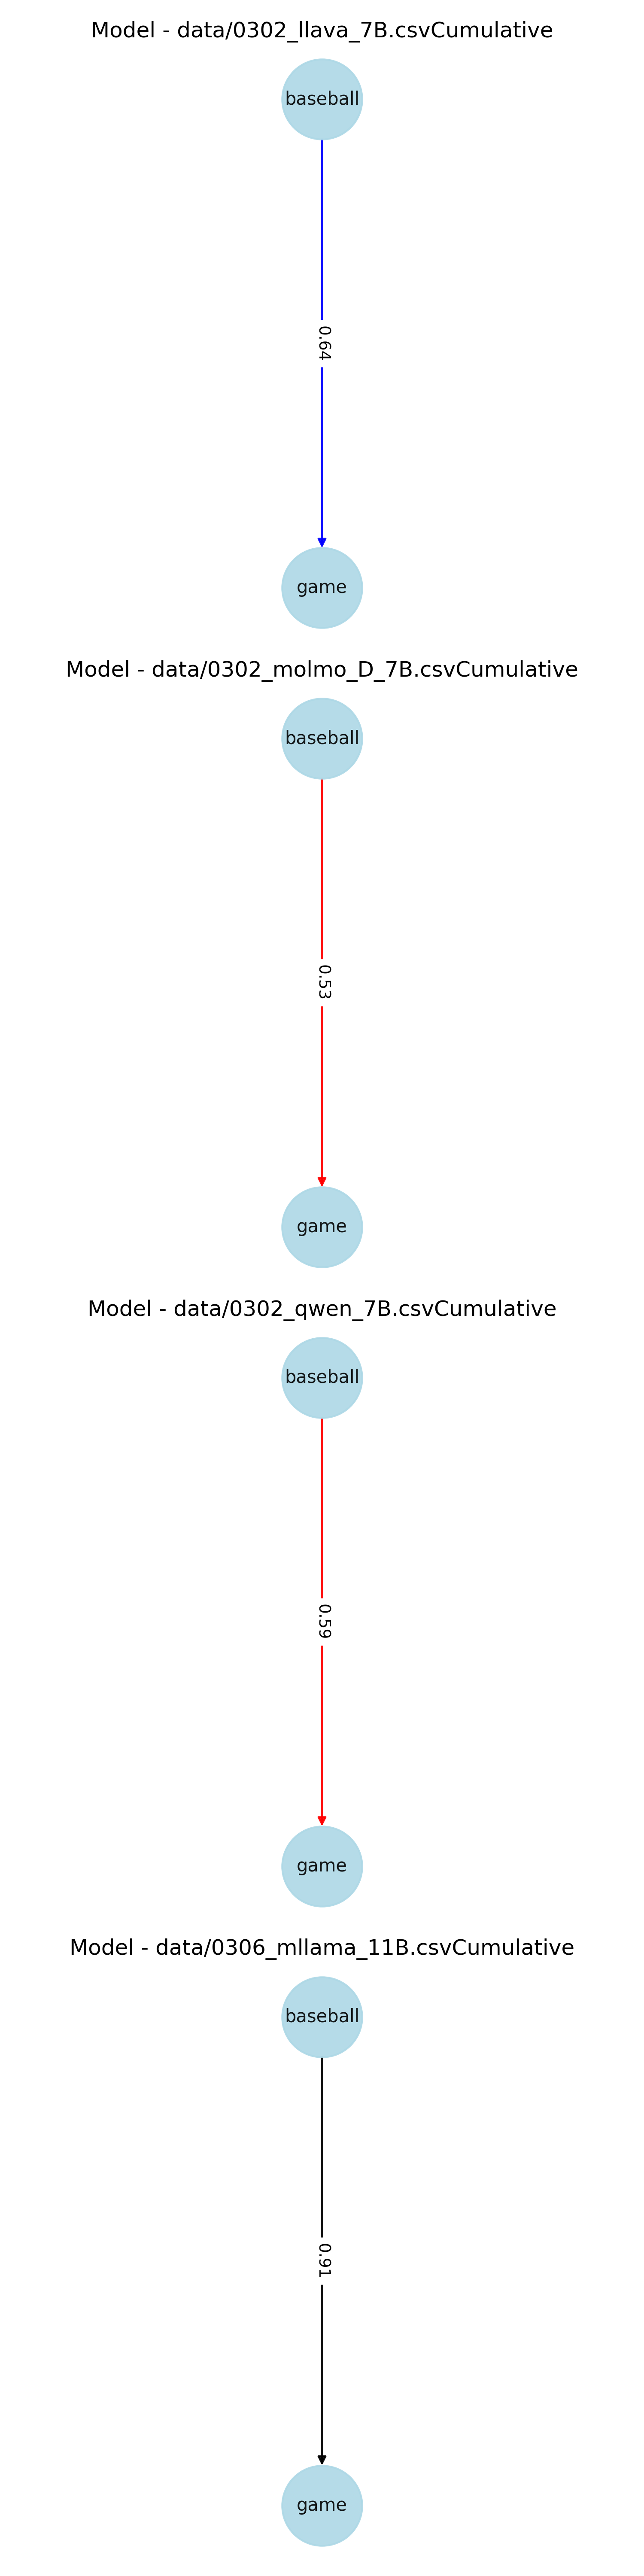 Model - data/0302_llava_7B.csvCumulative
baseball
0.64
game
Model - data/0302_molmo_D_7B.csvCumulative
baseball
0.53
game
Model - data/0302_qwen_7B.csvCumulative
baseball
0.59
game
Model - data/0306_mllama_11B.csvCumulative
baseball
0.91
game